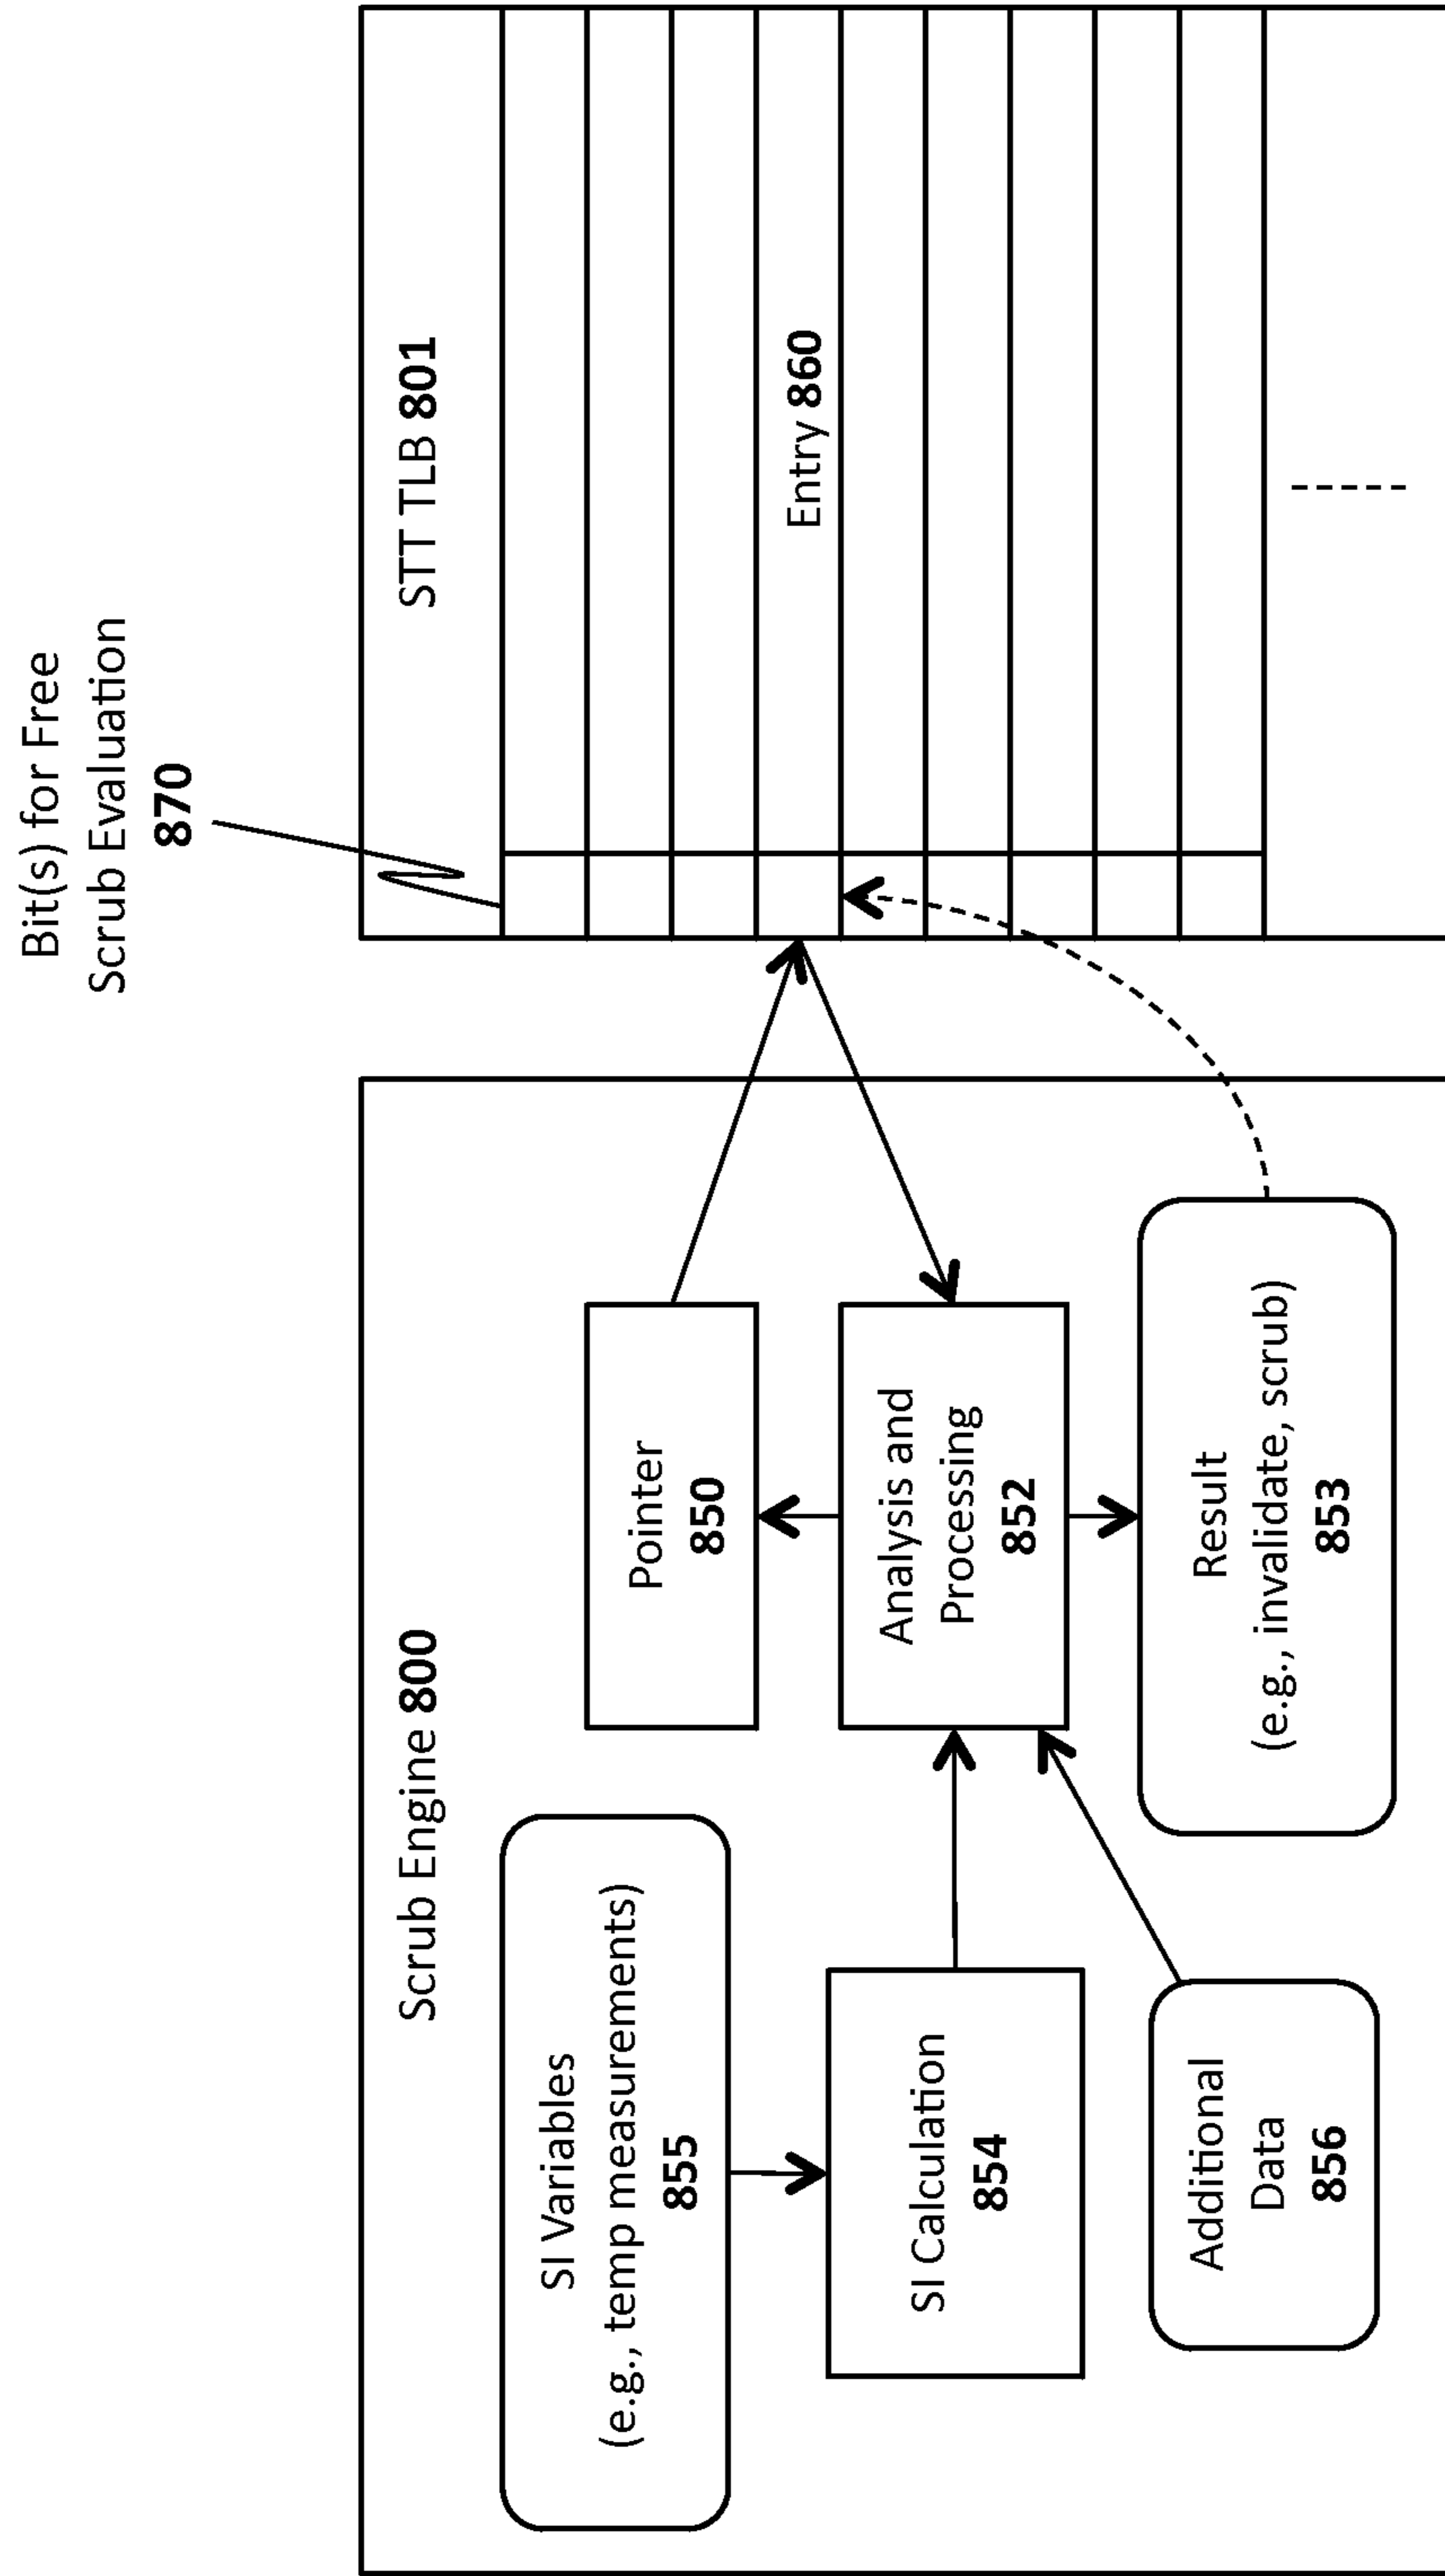 Bit(s) for Free
Scrub Evaluation
870
Scrub Engine 800
SI Variables
(e.g., temp measurements)
855
SI Calculation
854
Additional
Data
856
Pointer
850
Analysis and
Processing
852
Result
(e.g., invalidate, scrub)
853
STT TLB 801
Entry 860